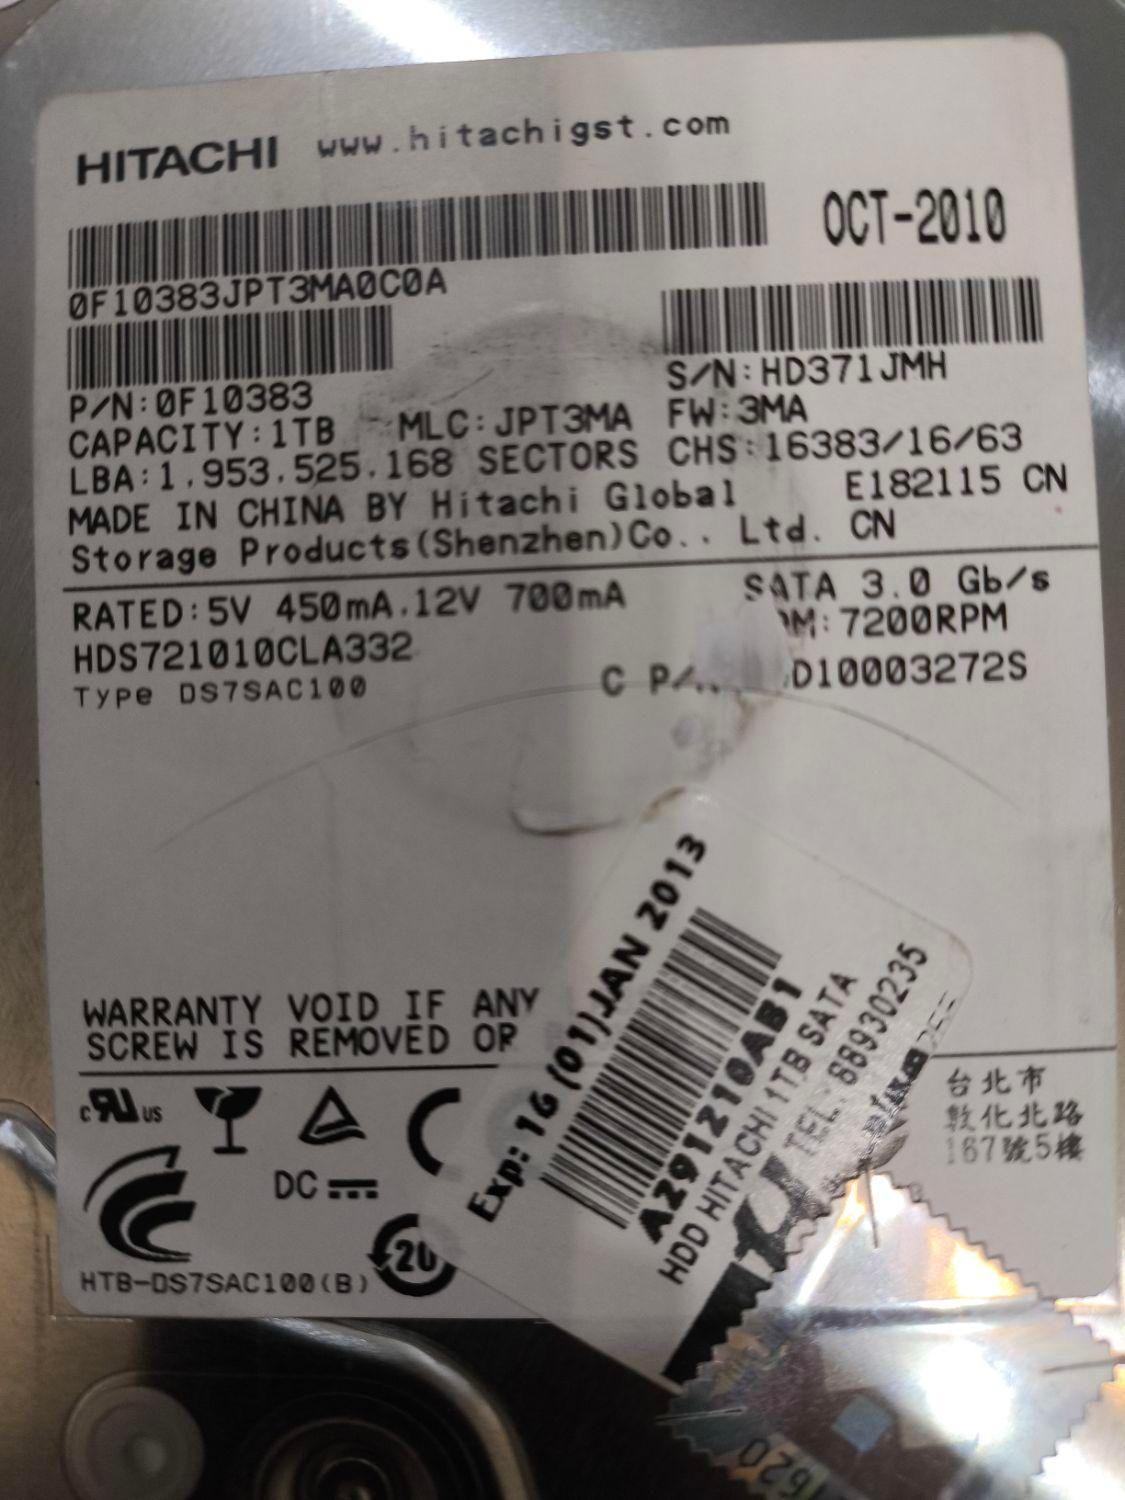 HITACHI www.hitachigst.com
OCT-2010
0F10383JPT3MA0C0A
P/N:0F10383
S/N:HD371JMH
CAPACITY:1TB MLC:JPT3MA FW:3MA
LBA:1,953,525,168 SECTORS CHS:16383/16/63
MADE IN CHINA BY Hitachi Global E182115 CN
Storage Products(Shenzhen)Co., Ltd. CN
RATED:5V 450mA,12V 700mA SATA 3.0 Gb/s
7200RPM
HDS721010CLA332
Type DS7SAC100
C D10003272S
WARRANTY VOID IF ANY
SCREW IS REMOVED OR
c US
DC
20
HTB-DS7SAC100(B)
台北市
敦化北路
167號5樓
Exp: 16 (01)JAN 2013
A291210AB1
HDD HITACHI 1TB SATA
TEL: 88930235
1620